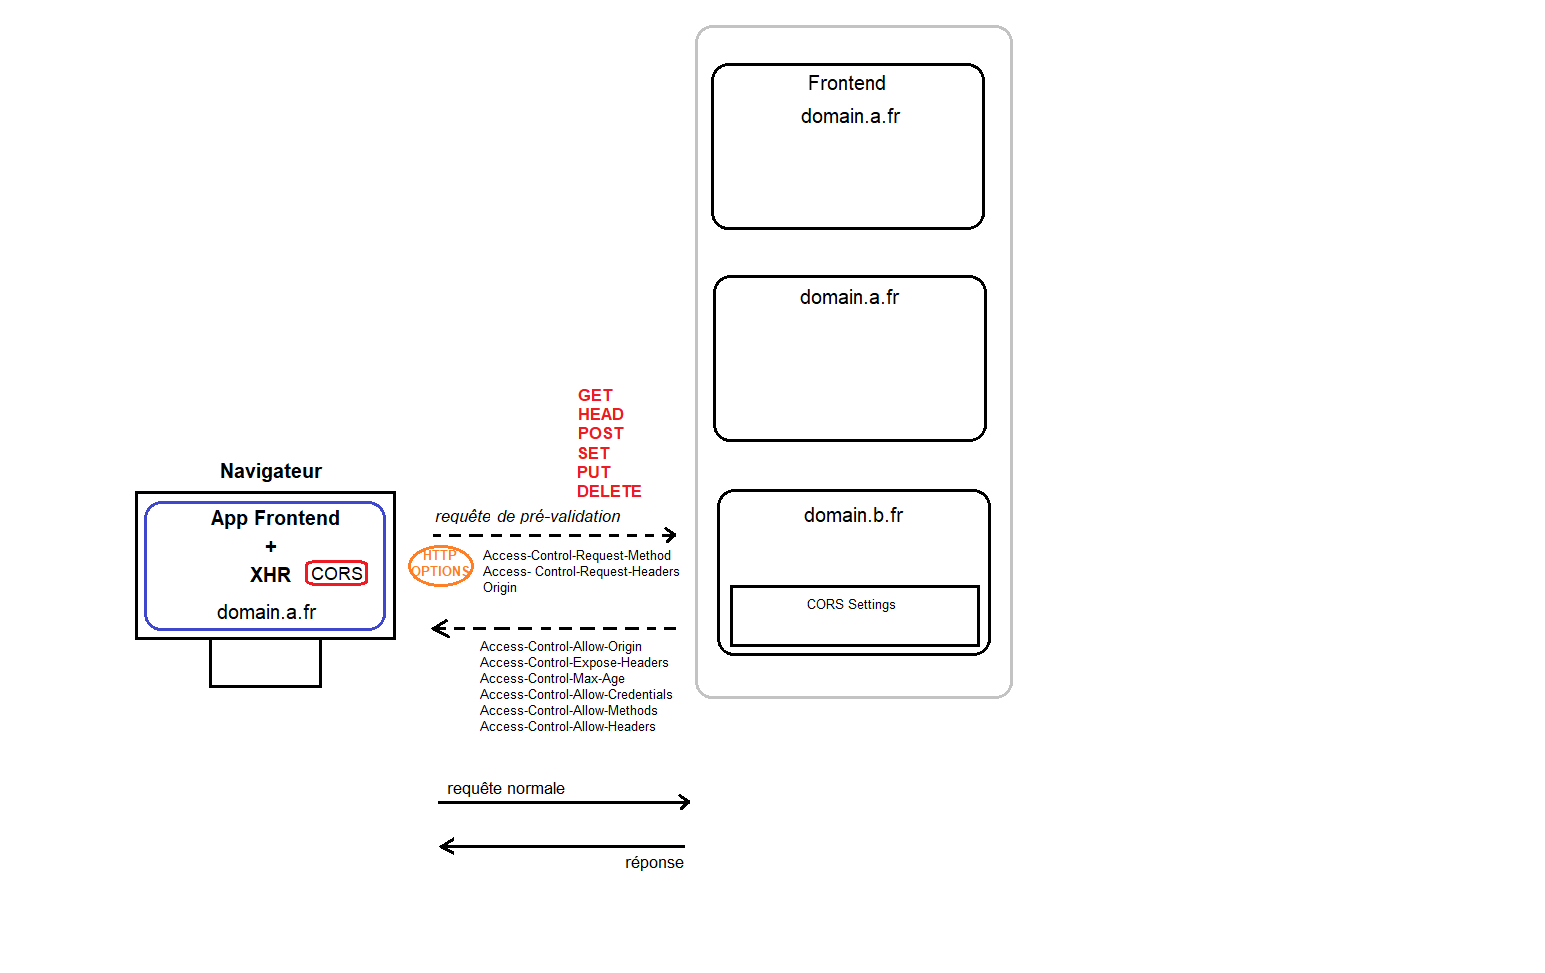 Frontend
domain.a.fr
domain.a.fr
GET
HEAD
POST
SET
PUT
DELETE
Navigateur
App Frontend
+
XHR CORS
domain.a.fr
requête de pré-validation
HTTP
OPTIONS
Access-Control-Request-Method
Access- Control-Request-Headers
Origin
domain.b.fr
CORS Settings
Access-Control-Allow-Origin
Access-Control-Expose-Headers
Access-Control-Max-Age
Access-Control-Allow-Credentials
Access-Control-Allow-Methods
Access-Control-Allow-Headers
requête normale
réponse